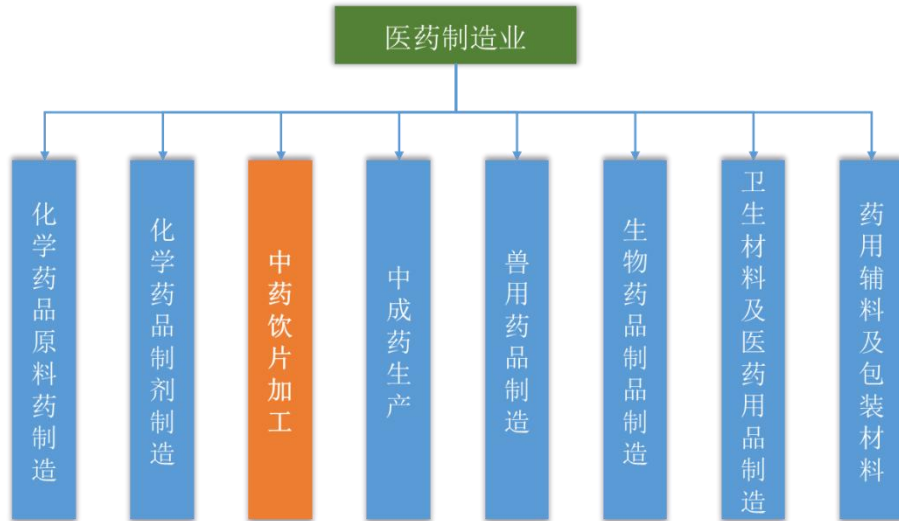 医药制造业
化学药品原料药制造
化学药品制剂制造
中药饮片加工
中成药生产
兽用药品制造
生物药品制品制造
卫生材料及医药用品制造
药用辅料及包装材料